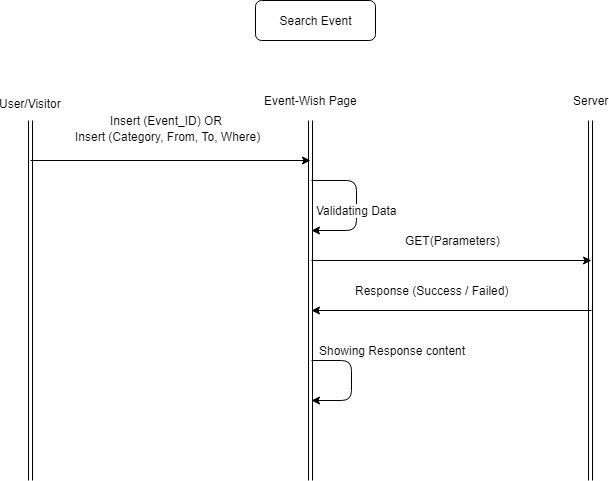 Search Event
User/Visitor
Event-Wish Page
Server
Insert (Event_ID) OR
Insert (Category, From, To, Where)
Validating Data
GET(Parameters)
Response (Success / Failed)
Showing Response content